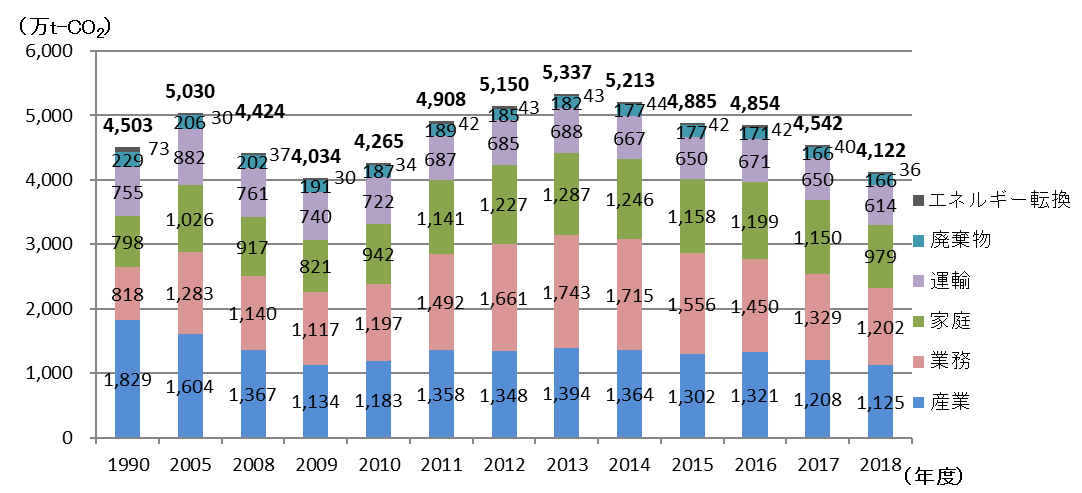 (万t-CO₂)
6,000
5,000
4,000
3,000
2,000
1,000
0
4,503 5,030 4,424 4,034 4,265 4,908 5,150 5,337 5,213 4,885 4,854 4,542 4,122
73 30 37 30 34 42 43 43 44 42 42 40 36
229 206 202 191 187 189 185 182 177 177 171 166 166
755 882 761 740 722 687 685 688 667 650 671 650 614
798 1,026 917 821 942 1,141 1,227 1,287 1,246 1,158 1,199 1,150 979
818 1,283 1,140 1,117 1,197 1,492 1,661 1,743 1,715 1,556 1,450 1,329 1,202
1,829 1,604 1,367 1,134 1,183 1,358 1,348 1,394 1,364 1,302 1,321 1,208 1,125
1990 2005 2008 2009 2010 2011 2012 2013 2014 2015 2016 2017 2018
(年度)
エネルギー転換
廃棄物
運輸
家庭
業務
産業